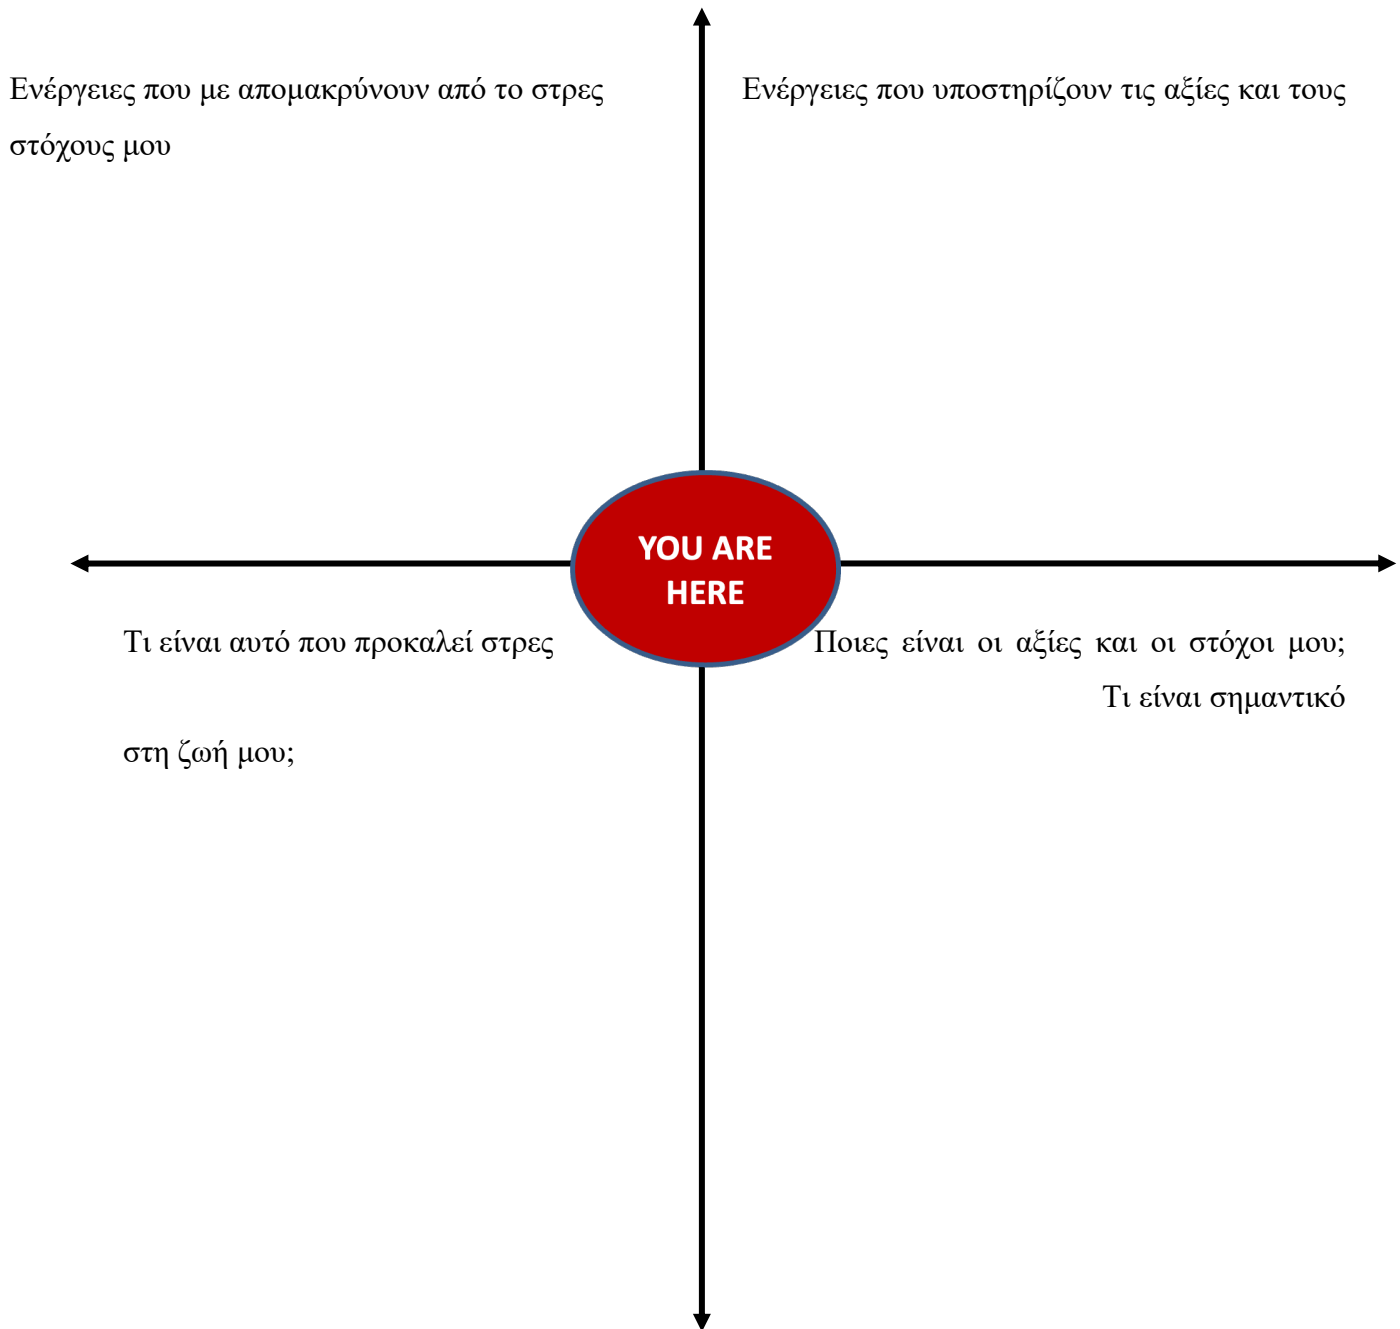 Ενέργειες που με απομακρύνουν από το στρες
Ενέργειες που υποστηρίζουν τις αξίες και τους
στόχους μου
YOU ARE
HERE
Τι είναι αυτό που προκαλεί στρες
Ποιες είναι οι αξίες και οι στόχοι μου;
Τι είναι σημαντικό
στη ζωή μου;